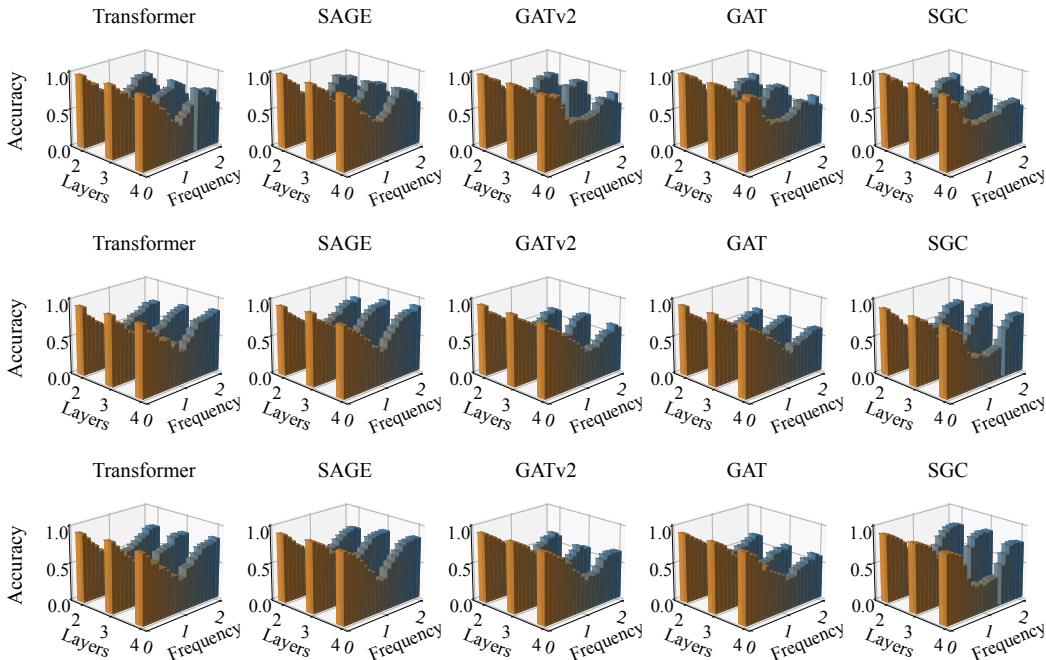 Transformer SAGE GATv2 GAT SGC
Accuracy
1.0 1.0 1.0 1.0 1.0
0.5 0.5 0.5 0.5 0.5
0.0 0.0 0.0 0.0 0.0
2 3 4 2 3 4 2 3 4 2 3 4 2 3 4
0 1 2 0 1 2 0 1 2 0 1 2 0 1 2
Layers Frequency Layers Frequency Layers Frequency Layers Frequency Layers Frequency
Transformer SAGE GATv2 GAT SGC
Accuracy
1.0 1.0 1.0 1.0 1.0
0.5 0.5 0.5 0.5 0.5
0.0 0.0 0.0 0.0 0.0
2 3 4 2 3 4 2 3 4 2 3 4 2 3 4
0 1 2 0 1 2 0 1 2 0 1 2 0 1 2
Layers Frequency Layers Frequency Layers Frequency Layers Frequency Layers Frequency
Transformer SAGE GATv2 GAT SGC
Accuracy
1.0 1.0 1.0 1.0 1.0
0.5 0.5 0.5 0.5 0.5
0.0 0.0 0.0 0.0 0.0
2 3 4 2 3 4 2 3 4 2 3 4 2 3 4
0 1 2 0 1 2 0 1 2 0 1 2 0 1 2
Layers Frequency Layers Frequency Layers Frequency Layers Frequency Layers Frequency